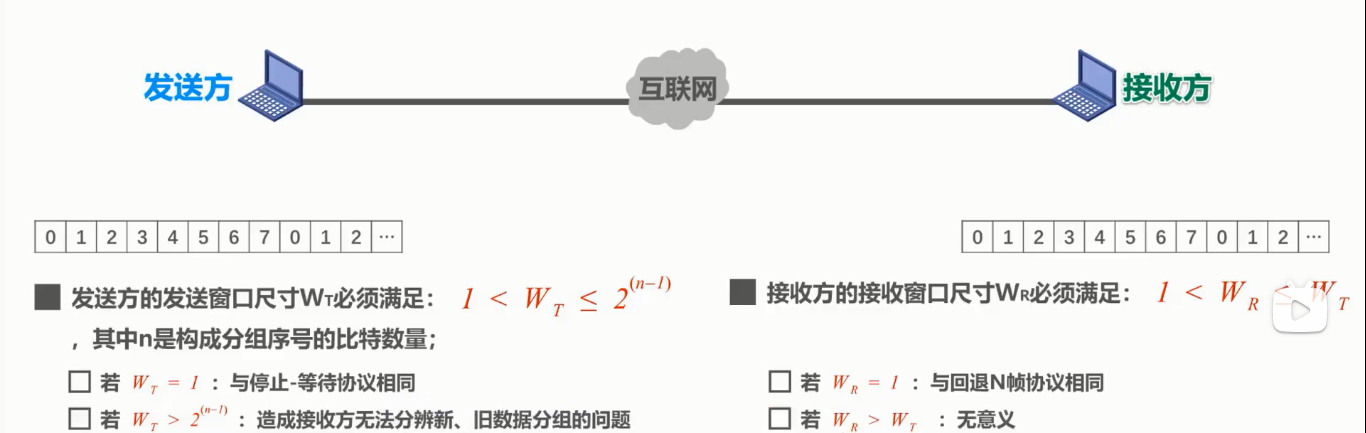 发送方
互联网
接收方
0 1 2 3 4 5 6 7 0 1 2 …
0 1 2 3 4 5 6 7 0 1 2 …
发送方的发送窗口尺寸WT必须满足： 1 < W_T ≤ 2^(n-1)
，其中n是构成分组序号的比特数量；
若 W_T = 1 ：与停止-等待协议相同
若 W_T > 2^(n-1) ：造成接收方无法分辨新、旧数据分组的问题
接收方的接收窗口尺寸WR必须满足： 1 < W_R ≤ W_T
若 W_R = 1 ：与回退N帧协议相同
若 W_R > W_T ：无意义